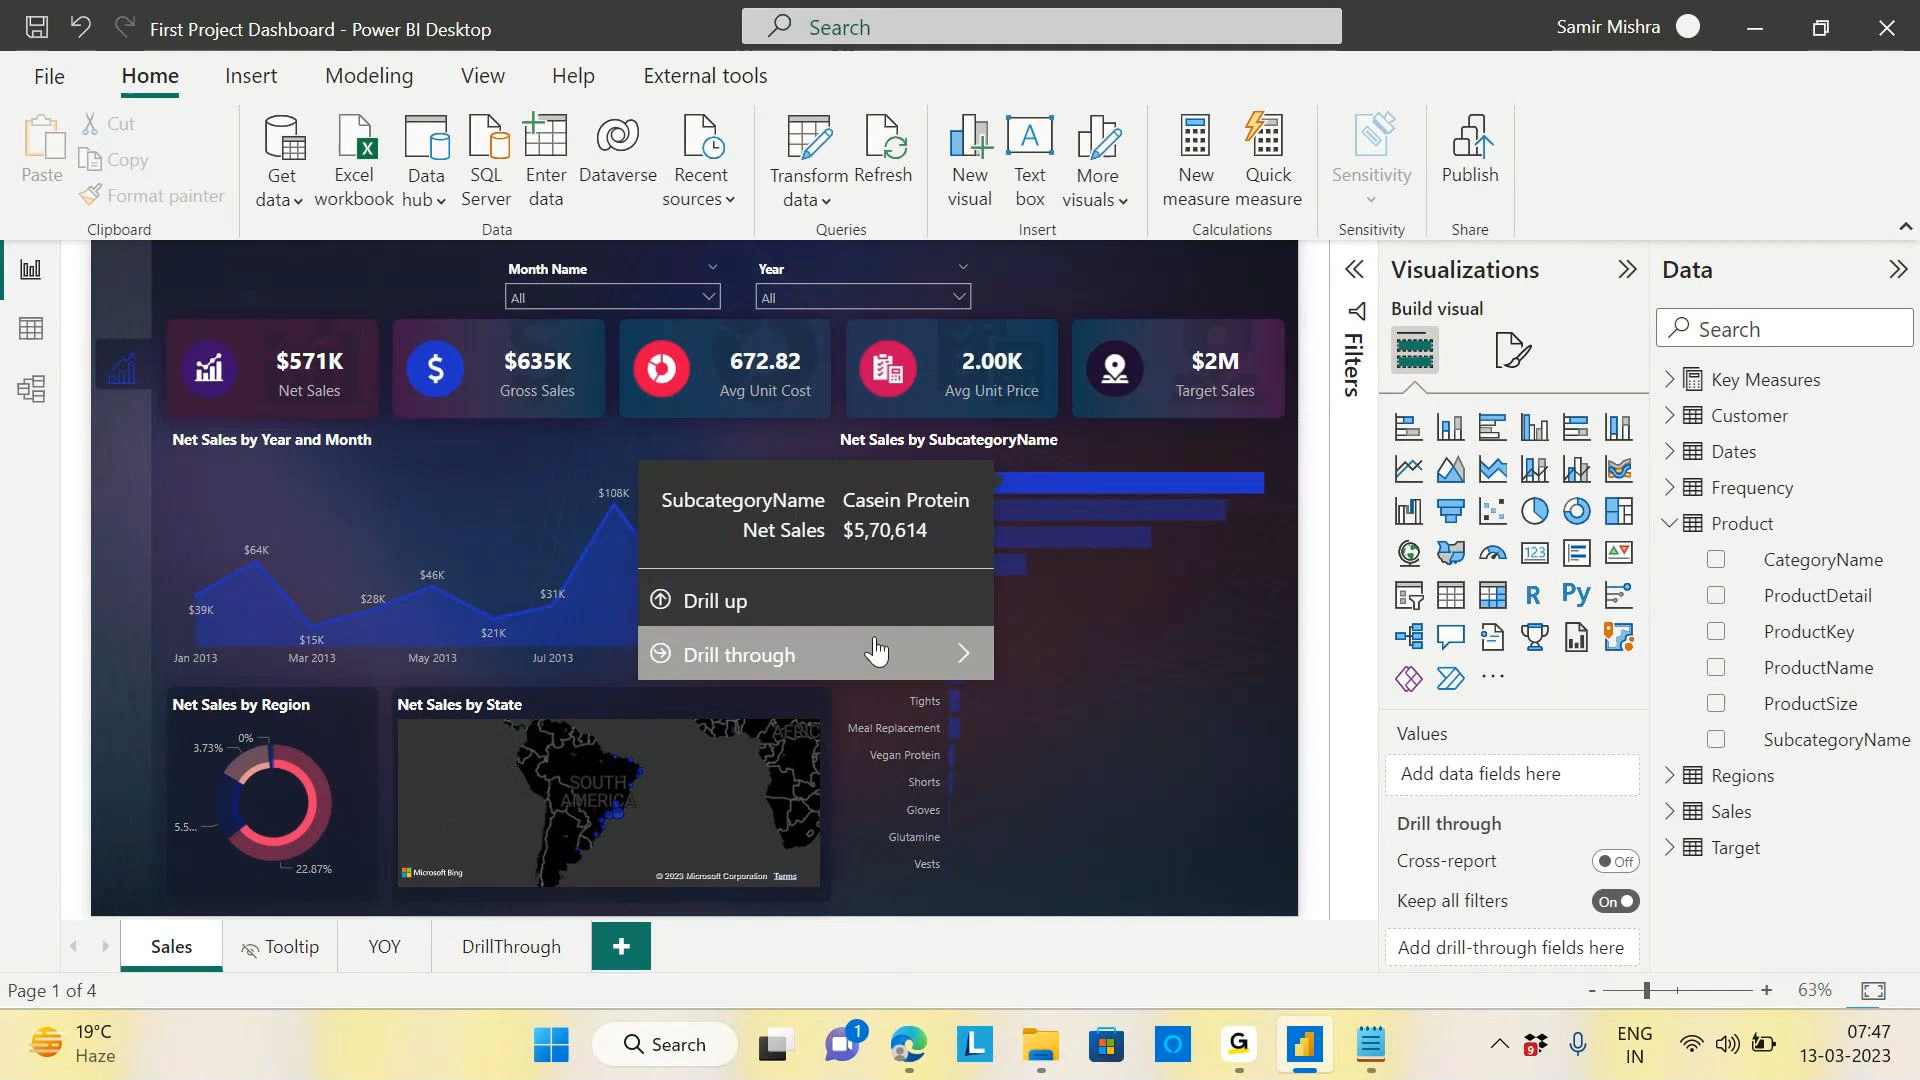 First Project Dashboard - Power BI Desktop
Search
Samir Mishra
File
Home
Insert
Modeling
View
Help
External tools
Paste
Cut
Copy
Format painter
Clipboard
Get data
Excel workbook
Data hub
SQL Server
Enter data
Dataverse
Recent sources
Data
Transform data
Refresh
Queries
New visual
Text box
More visuals
Insert
New measure
Quick measure
Calculations
Sensitivity
Sensitivity
Publish
Share
Month Name
All
Year
All
$571K
Net Sales
$635K
Gross Sales
672.82
Avg Unit Cost
2.00K
Avg Unit Price
$2M
Target Sales
Net Sales by Year and Month
$39K
$64K
$15K
$28K
$46K
$21K
$31K
$108K
Jan 2013
Mar 2013
May 2013
Jul 2013
Net Sales by SubcategoryName
SubcategoryName Casein Protein
Net Sales $5,70,614
Drill up
Drill through
Tights
Meal Replacement
Vegan Protein
Shorts
Gloves
Glutamine
Vests
Net Sales by Region
0%
3.73%
5.5...
22.87%
Net Sales by State
SOUTH
AMERICA
AFRIC
Microsoft Bing
© 2023 Microsoft Corporation Terms
Filters
Visualizations
Build visual
123
R
Py
Values
Add data fields here
Drill through
Cross-report
Off
Keep all filters
On
Add drill-through fields here
Data
Search
Key Measures
Customer
Dates
Frequency
Product
CategoryName
ProductDetail
ProductKey
ProductName
ProductSize
SubcategoryName
Regions
Sales
Target
Sales
Tooltip
YOY
DrillThrough
+
Page 1 of 4
- + 63%
19°C
Haze
Search
1
L
G
9
ENG
IN
07:47
13-03-2023